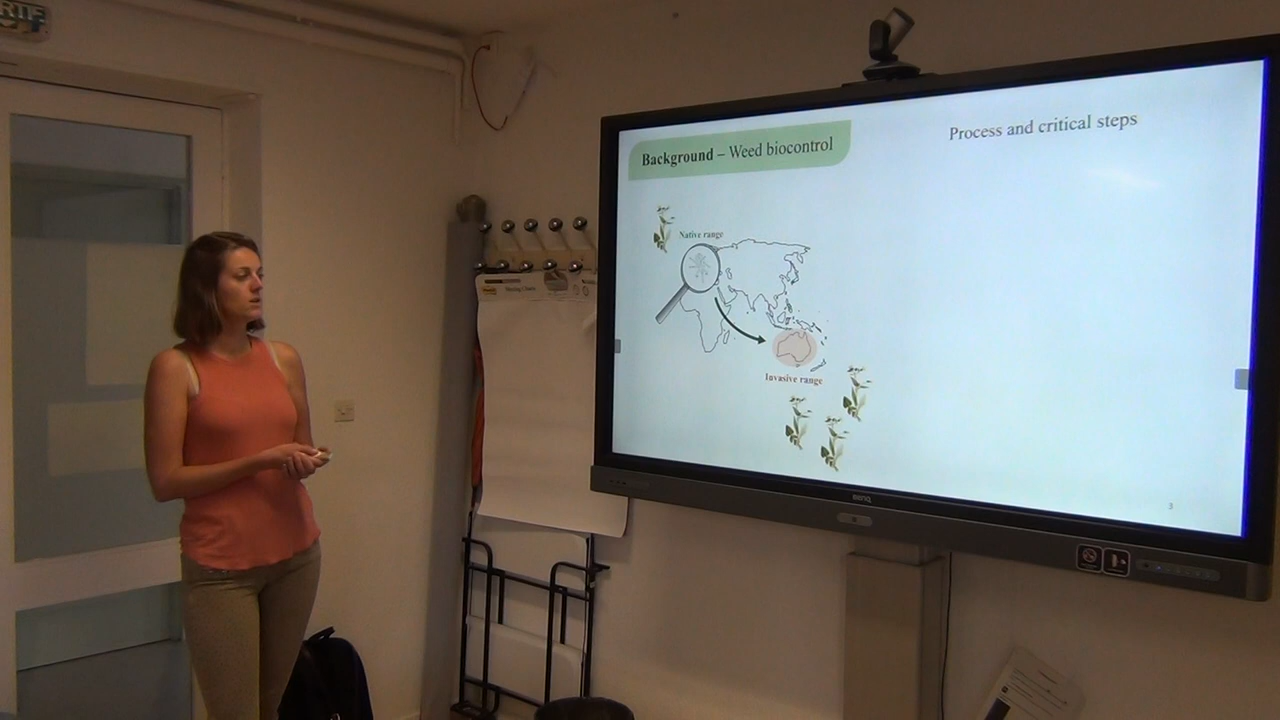 Background – Weed biocontrol
Process and critical steps
Native range
Invasive range
3
BenQ